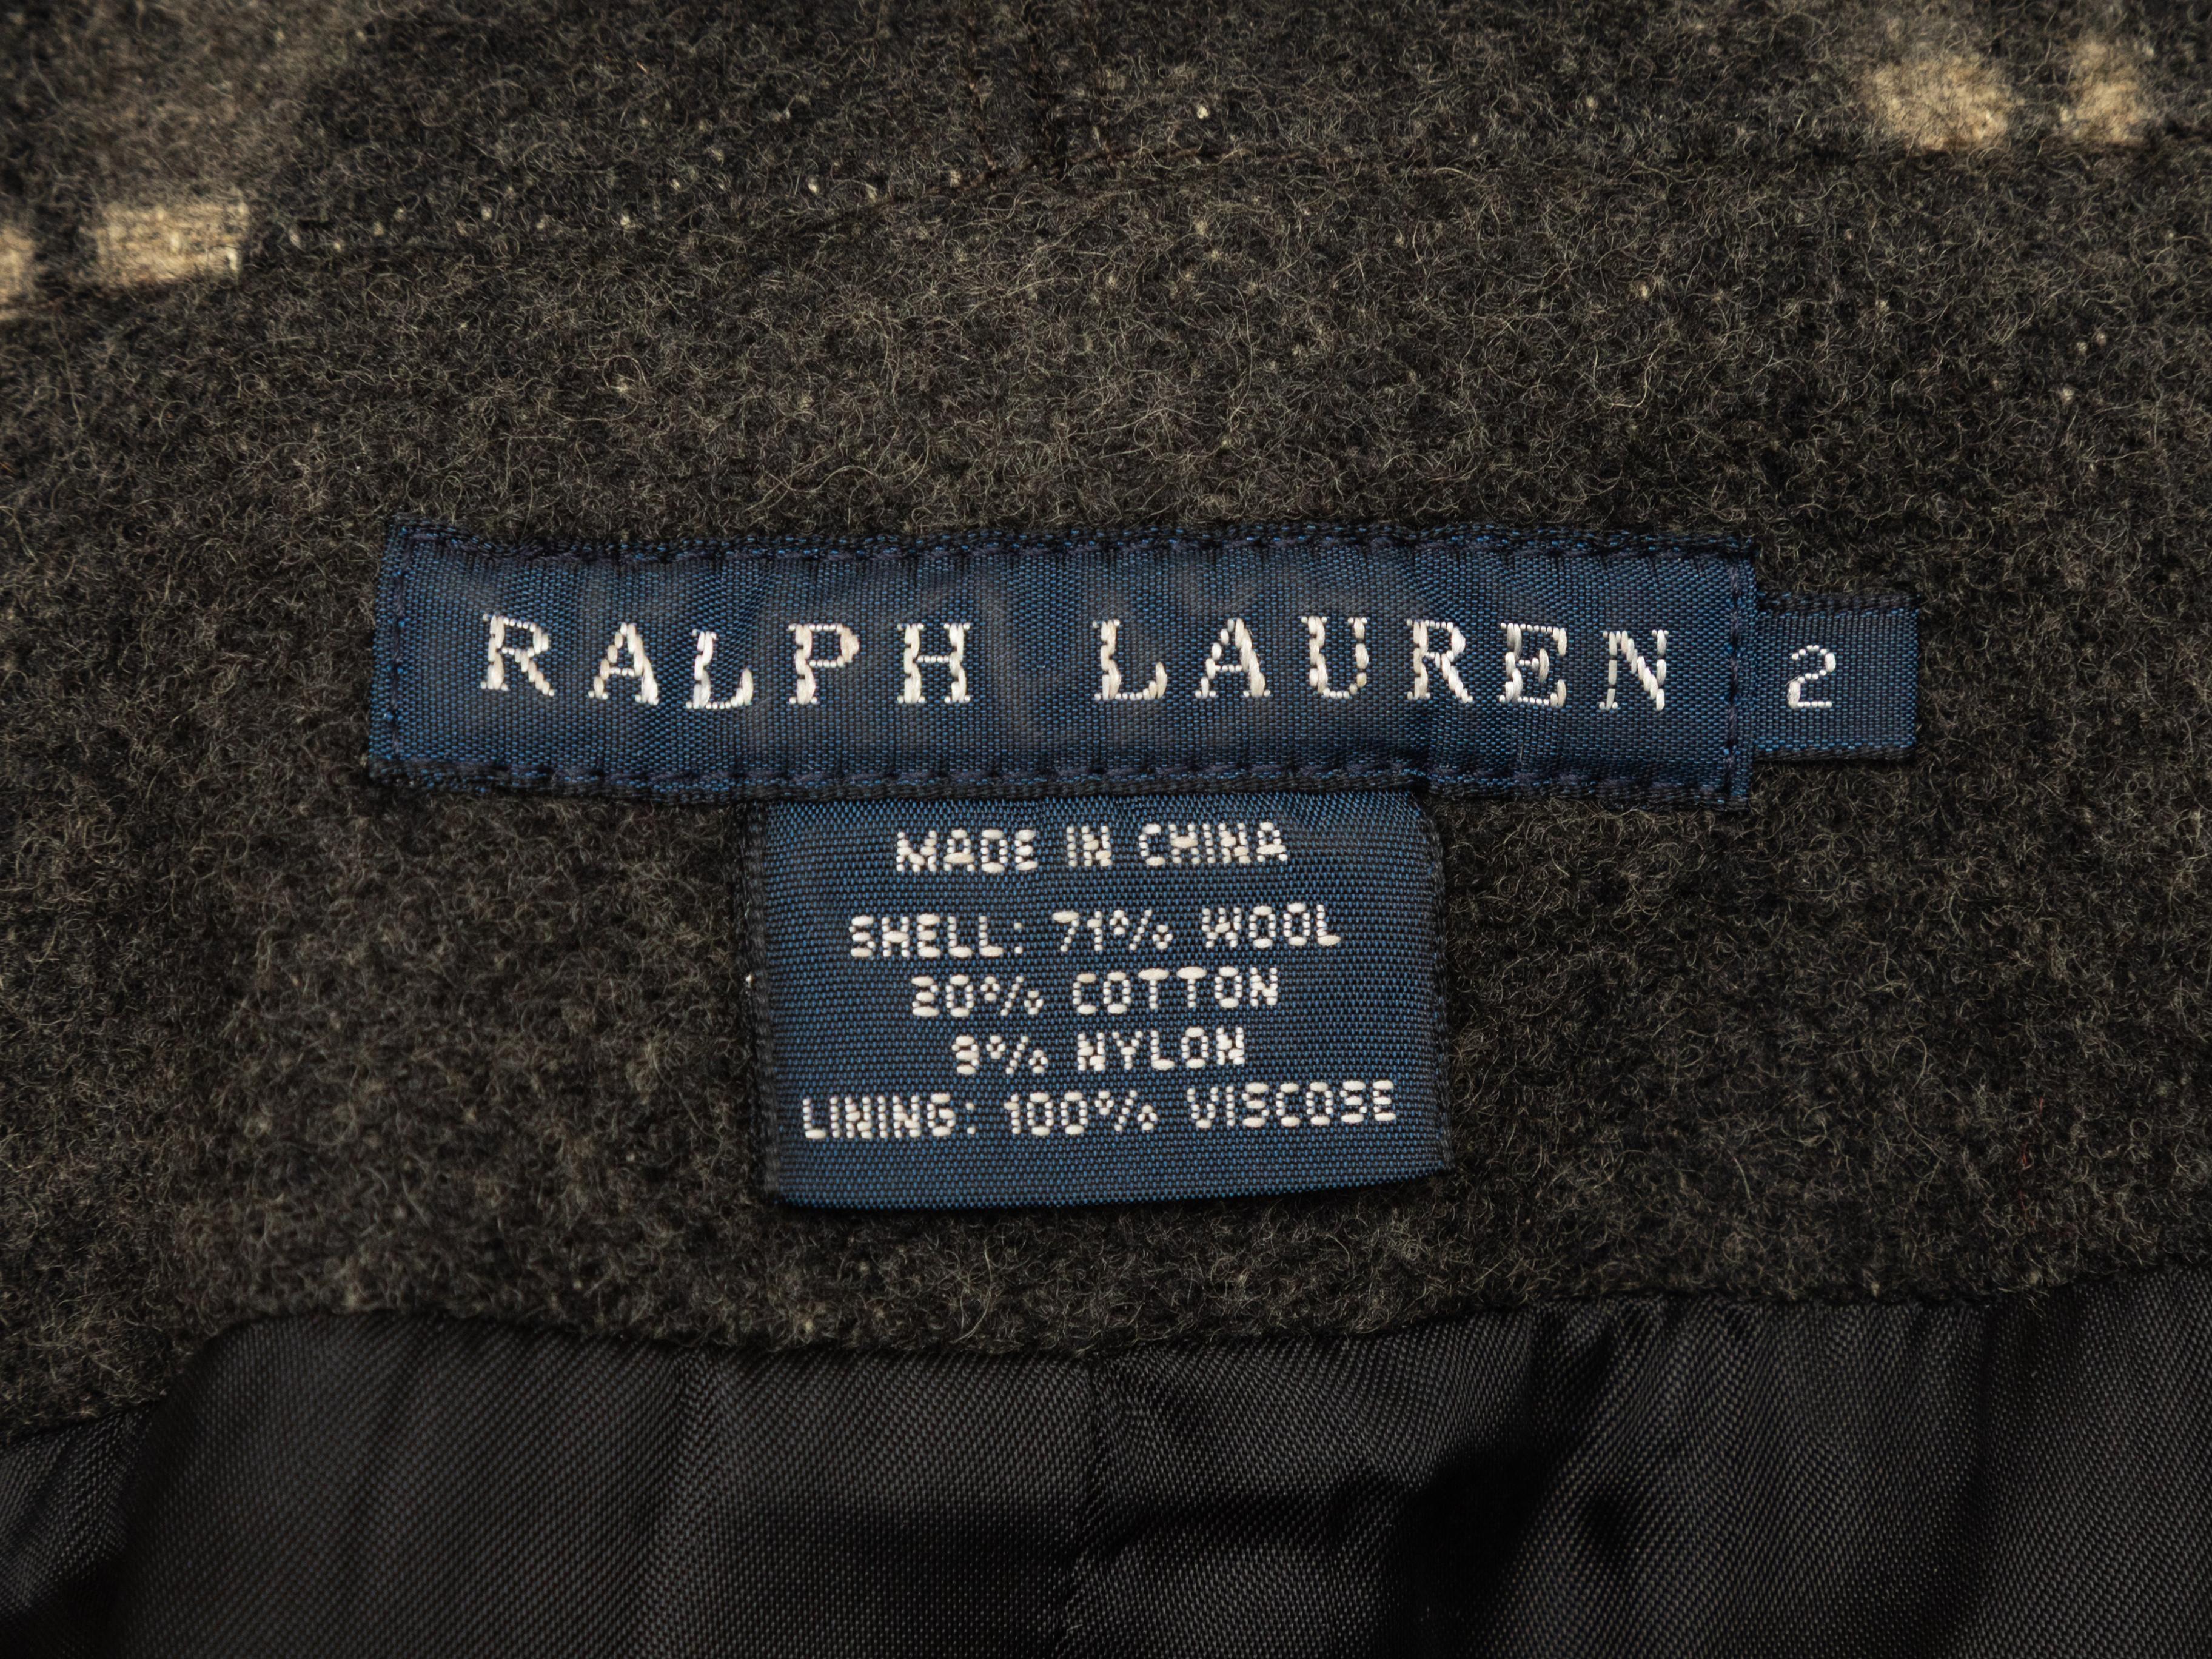 RALPH LAUREN 2
MADE IN CHINA
SHELL: 71% WOOL
20% COTTON
9% NYLON
LINING: 100% VISCOSE